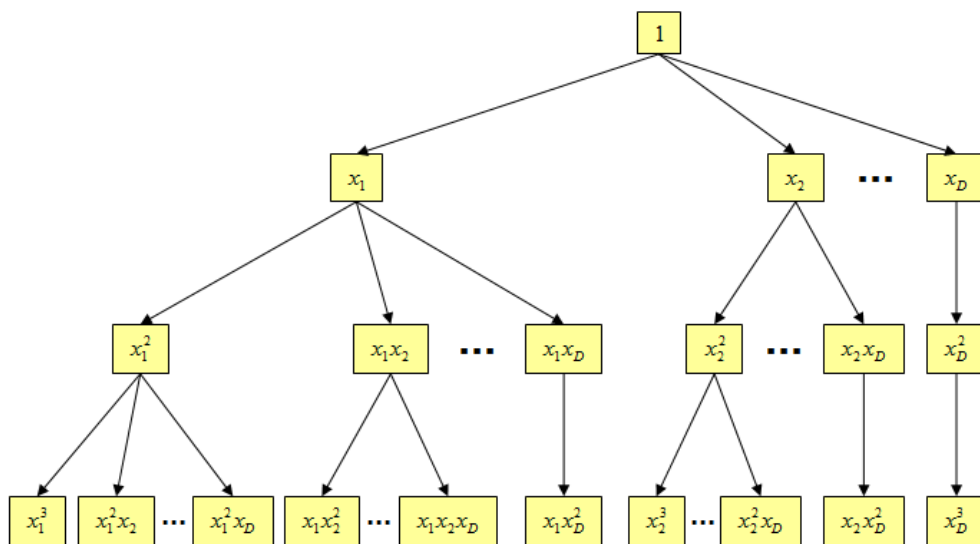 1
x₁ x₂ ... x_D
x₁² x₁x₂ ... x₁x_D x₂² ... x₂x_D x_D²
x₁³ x₁²x₂ ... x₁²x_D x₁x₂² ... x₁x₂x_D x₁x_D² x₂³ ... x₂²x_D x₂x_D² x_D³